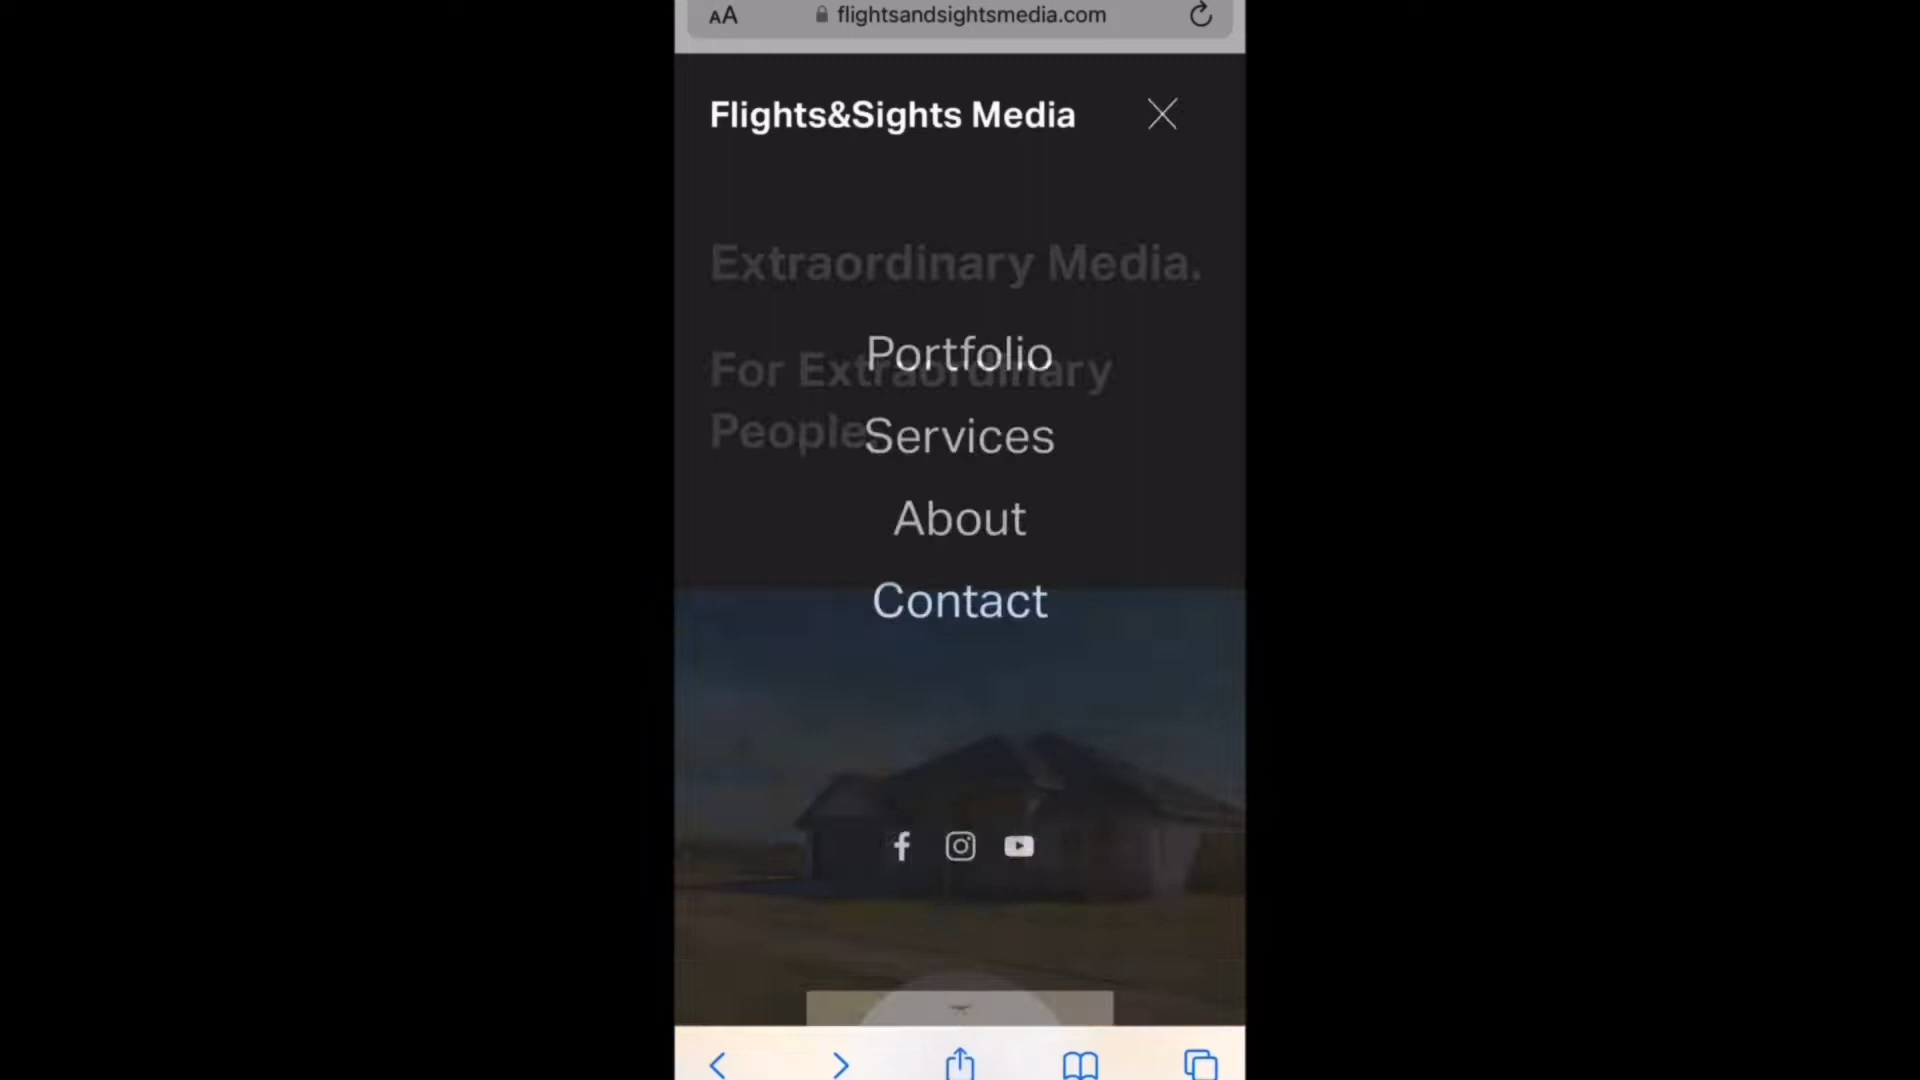 AA flightsandsightsmedia.com
Flights&Sights Media
Extraordinary Media.
Portfolio
For Extraordinary
People.
Services
About
Contact